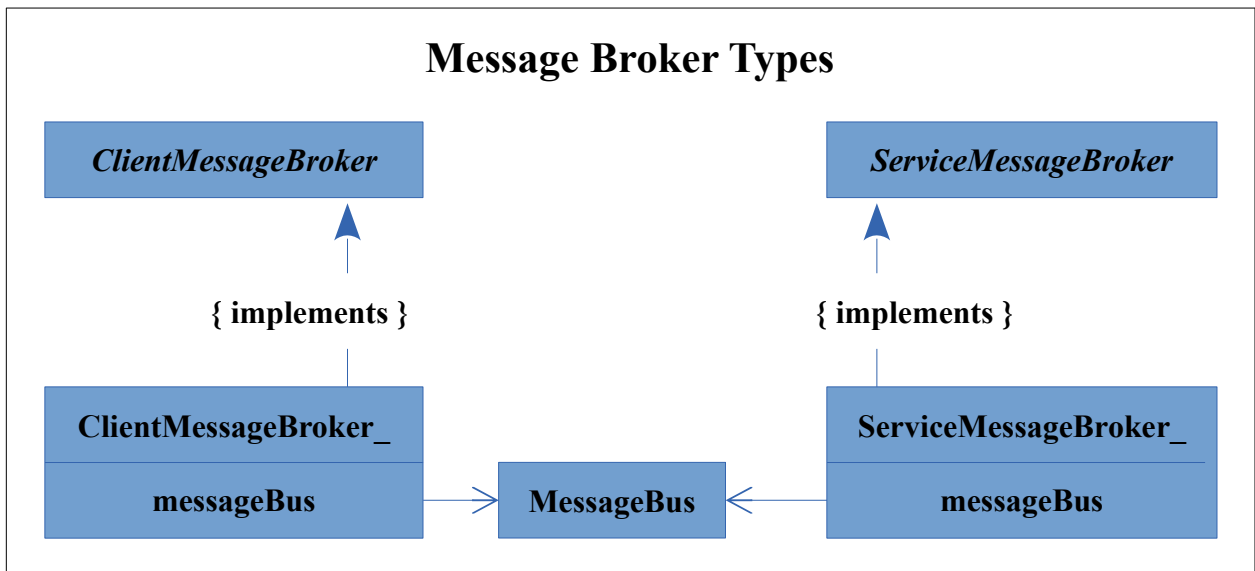 Message Broker Types
ClientMessageBroker
ServiceMessageBroker
{ implements }
{ implements }
ClientMessageBroker_
ServiceMessageBroker_
messageBus
MessageBus
messageBus